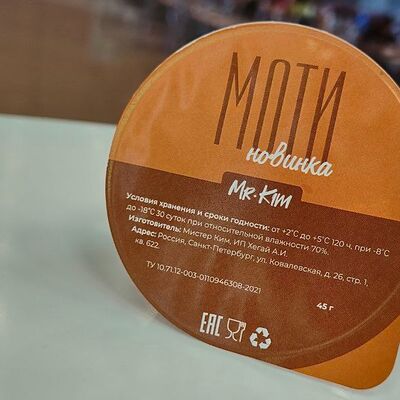 МОТИ
новинка
MR·KIM
Условия хранения и сроки годности: от +2°C до +5°C 120 ч, при -8°C
до -18°C 30 суток при относительной влажности 70%.
Изготовитель: Мистер Ким, ИП Хегай А.И.
Адрес: Россия, Санкт-Петербург, ул. Ковалевская, д. 26, стр. 1,
кв. 622.
ТУ 10.71.12-003-0110946308-2021
45 г
EAC